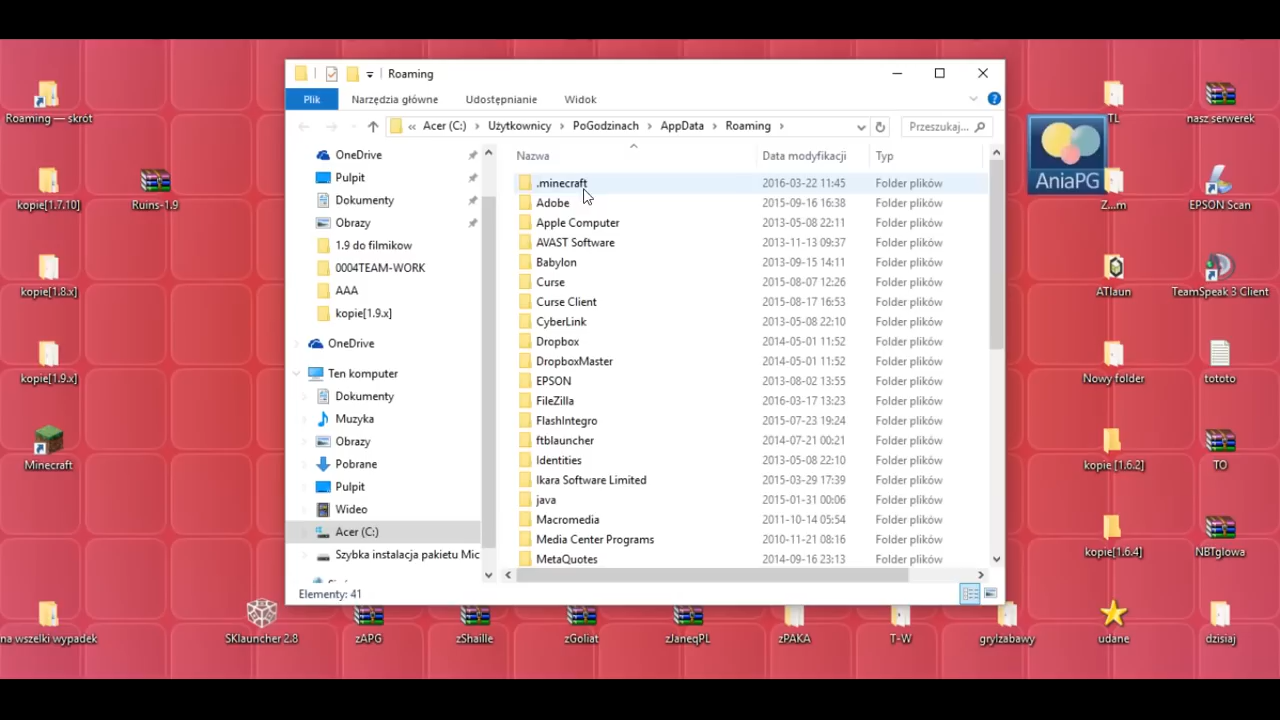 Roaming
Plik
Narzędzia główne
Udostępnianie
Widok
« Acer (C:) › Użytkownicy › PoGodzinach › AppData › Roaming ›
Przeszukaj...
OneDrive
Pulpit
Dokumenty
Obrazy
1.9 do filmikow
0004TEAM-WORK
AAA
kopie[1.9.x]
OneDrive
Ten komputer
Dokumenty
Muzyka
Obrazy
Pobrane
Pulpit
Wideo
Acer (C:)
Szybka instalacja pakietu Mic
Nazwa Data modyfikacji Typ
.minecraft 2016-03-22 11:45 Folder plików
Adobe 2015-09-16 16:38 Folder plików
Apple Computer 2013-05-08 22:11 Folder plików
AVAST Software 2013-11-13 09:37 Folder plików
Babylon 2013-09-15 14:11 Folder plików
Curse 2015-08-07 12:26 Folder plików
Curse Client 2015-08-17 16:53 Folder plików
CyberLink 2013-05-08 22:10 Folder plików
Dropbox 2014-05-01 11:52 Folder plików
DropboxMaster 2014-05-01 11:52 Folder plików
EPSON 2013-08-02 13:55 Folder plików
FileZilla 2016-03-17 13:23 Folder plików
FlashIntegro 2015-07-23 19:24 Folder plików
ftblauncher 2014-07-21 00:21 Folder plików
Identities 2013-05-08 22:10 Folder plików
Ikara Software Limited 2015-03-29 17:39 Folder plików
java 2015-01-31 00:06 Folder plików
Macromedia 2011-10-14 05:54 Folder plików
Media Center Programs 2010-11-21 08:16 Folder plików
MetaQuotes 2014-09-16 23:13 Folder plików
Elementy: 41
Roaming — skrót
kopie[1.7.10]
Ruins-1.9
kopie[1.8.x]
kopie[1.9.x]
Minecraft
na wszelki wypadek
SKlauncher 2.8
zAPG
zShaille
zGoliat
zJaneqPL
zPAKA
T-W
gryIzabawy
udane
dzisiaj
TL
nasz serwerek
AniaPG
Z...m
EPSON Scan
ATlaun
TeamSpeak 3 Client
Nowy folder
tototo
kopie [1.6.2]
TO
kopie[1.6.4]
NBTglowa